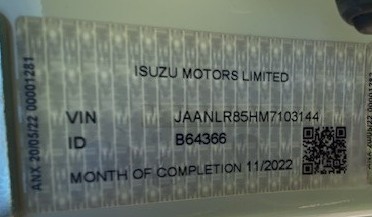 ISUZU MOTORS LIMITED
VIN JAANLR85HM7103144
ID B64366
MONTH OF COMPLETION 11/2022
ANX 20/05/22 00001281